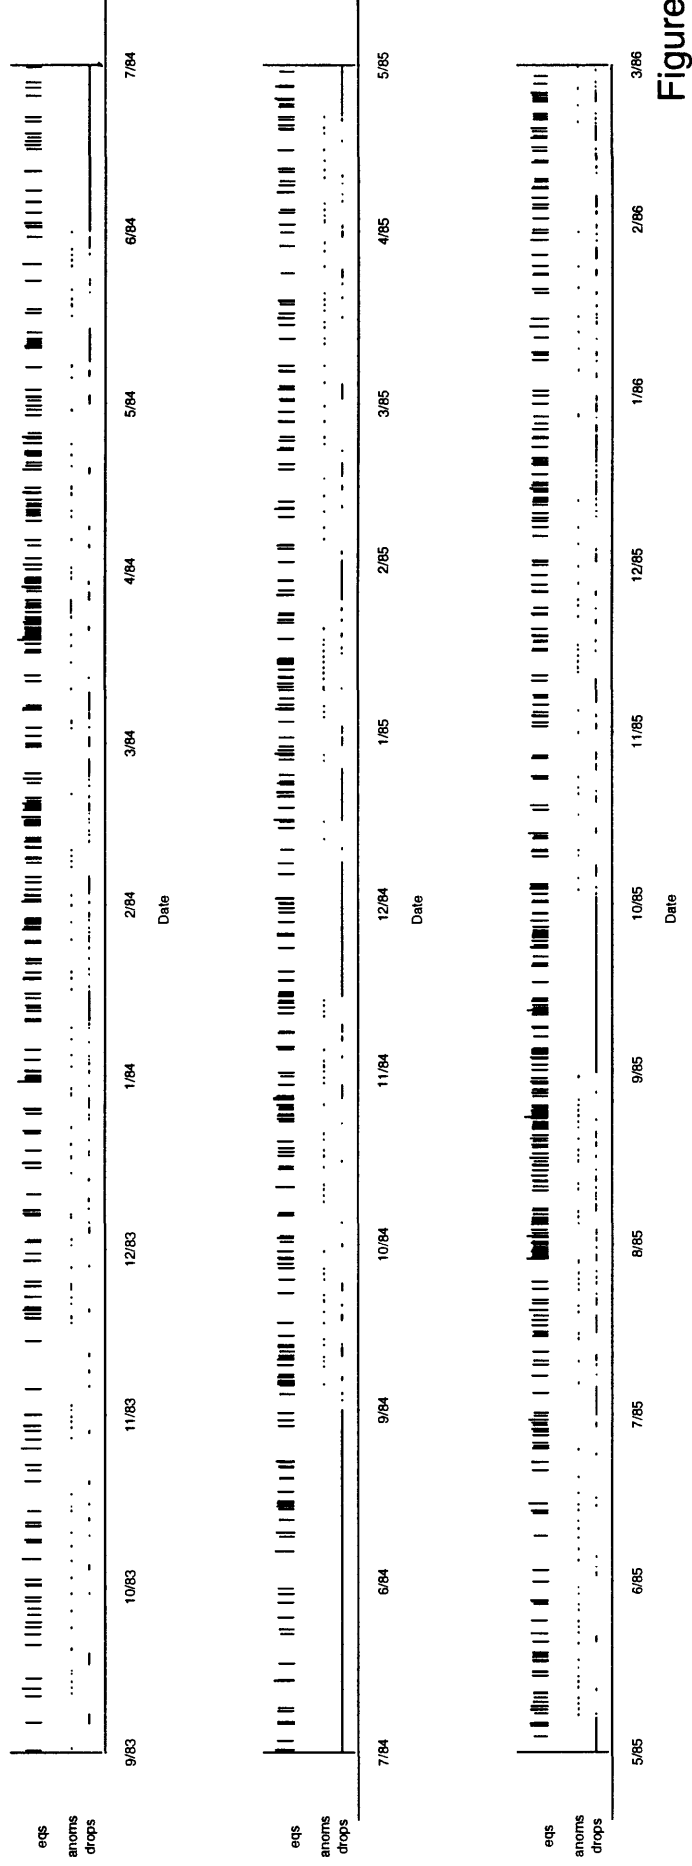 eqs
anoms
drops
9/83 10/83 11/83 12/83 1/84 2/84 3/84 4/84 5/84 6/84 7/84
Date
eqs
anoms
drops
7/84 6/84 9/84 10/84 11/84 12/84 1/85 2/85 3/85 4/85 5/85
Date
eqs
anoms
drops
5/85 6/85 7/85 8/85 9/85 10/85 11/85 12/85 1/86 2/86 3/86
Date
Figure